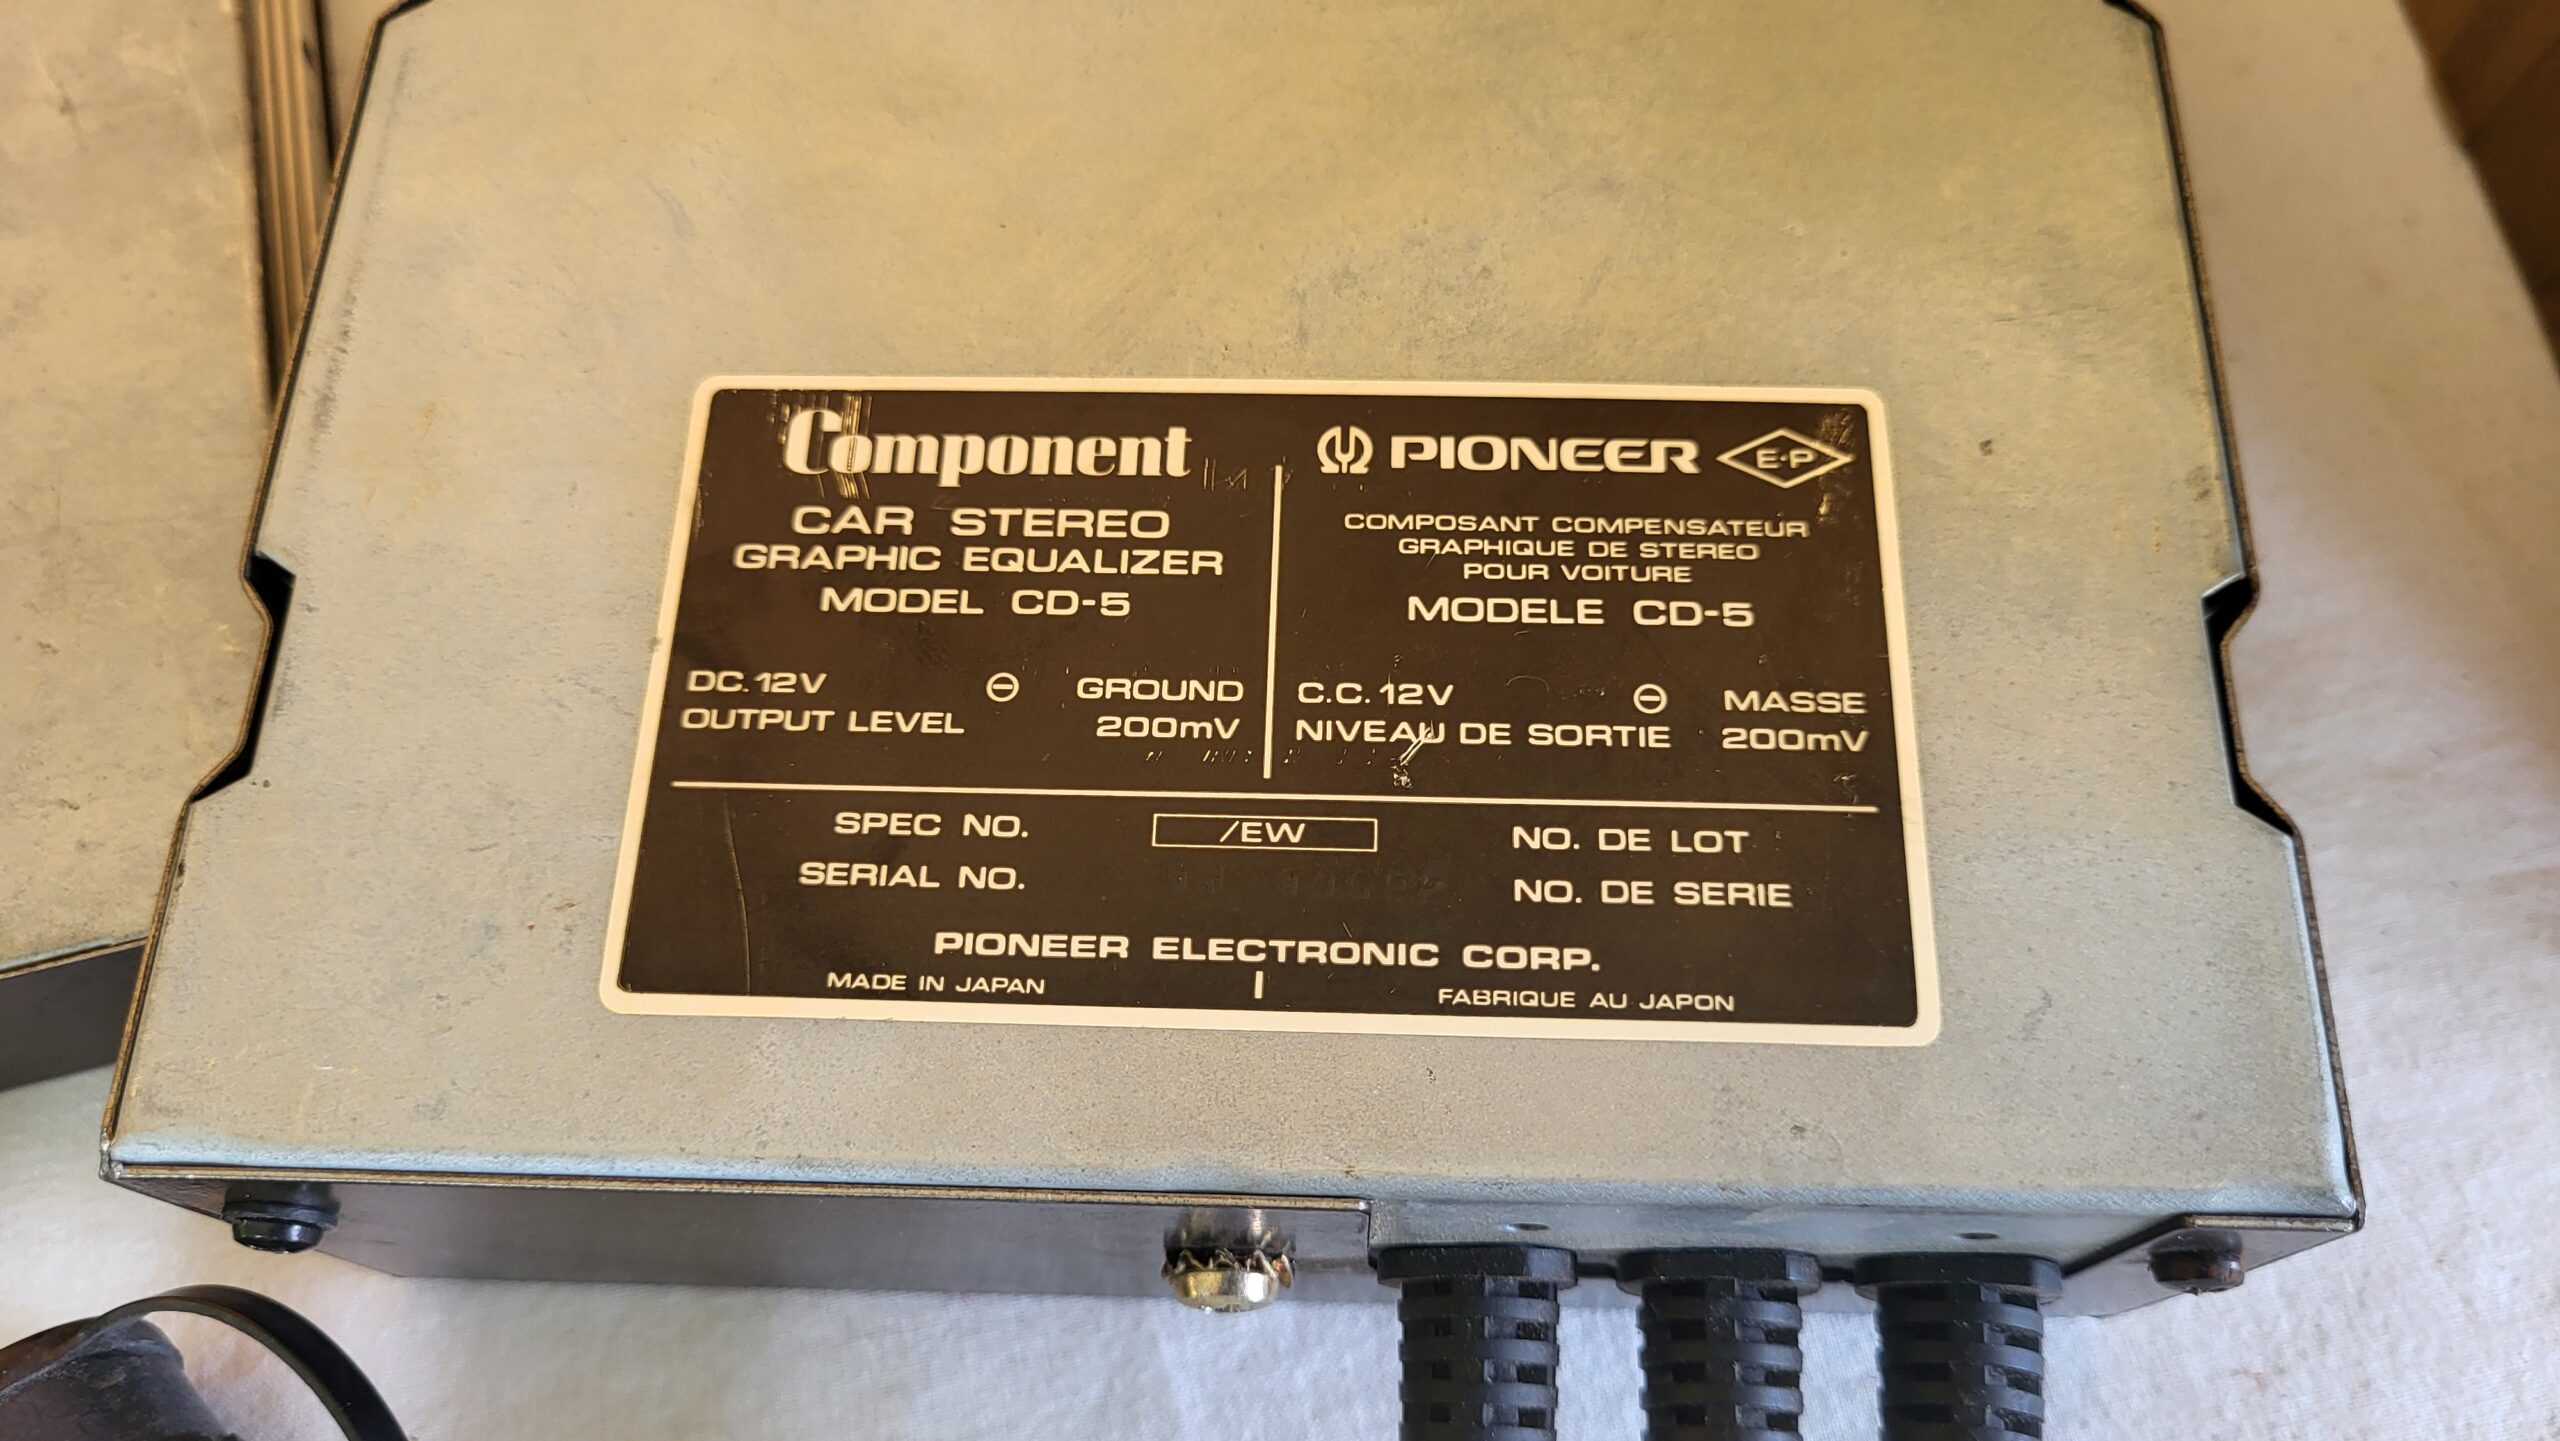 Component
CAR STEREO
GRAPHIC EQUALIZER
MODEL CD-5
DC.12V ⊖ GROUND
OUTPUT LEVEL 200mV
PIONEER E·P
COMPOSANT COMPENSATEUR
GRAPHIQUE DE STEREO
POUR VOITURE
MODELE CD-5
C.C.12V ⊖ MASSE
NIVEAU DE SORTIE 200mV
SPEC NO. /EW NO. DE LOT
SERIAL NO. NO. DE SERIE
PIONEER ELECTRONIC CORP.
MADE IN JAPAN FABRIQUE AU JAPON